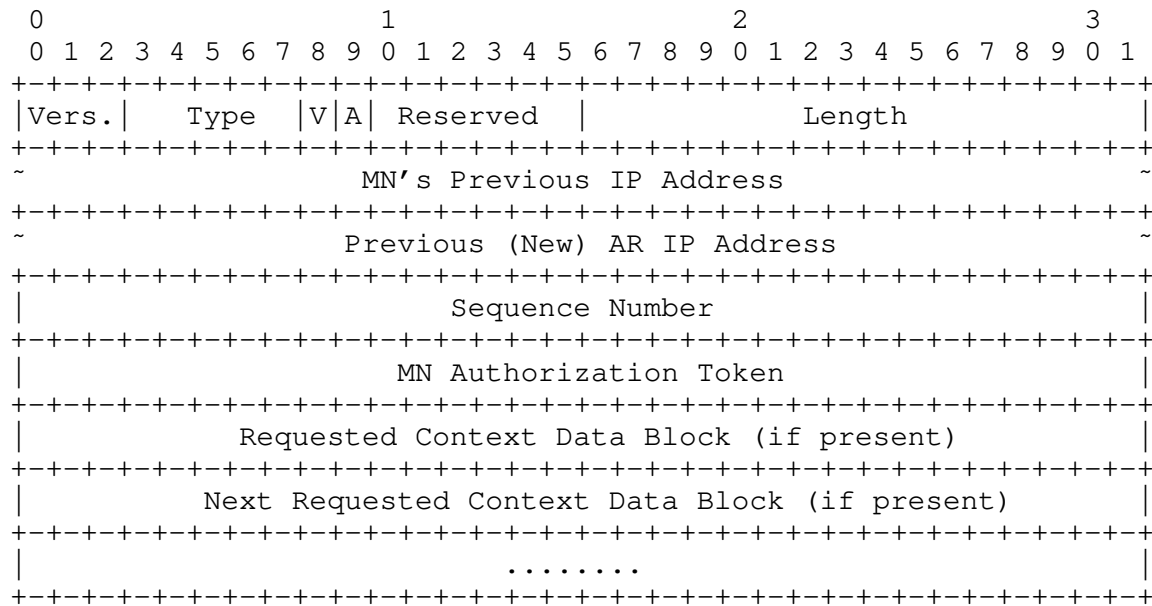 0                   1                   2                   3
 0 1 2 3 4 5 6 7 8 9 0 1 2 3 4 5 6 7 8 9 0 1 2 3 4 5 6 7 8 9 0 1
+-+-+-+-+-+-+-+-+-+-+-+-+-+-+-+-+-+-+-+-+-+-+-+-+-+-+-+-+-+-+-+-+
|Vers.|   Type  |V|A| Reserved  |            Length             |
+-+-+-+-+-+-+-+-+-+-+-+-+-+-+-+-+-+-+-+-+-+-+-+-+-+-+-+-+-+-+-+-+
~                   MN’s Previous IP Address                    ~
+-+-+-+-+-+-+-+-+-+-+-+-+-+-+-+-+-+-+-+-+-+-+-+-+-+-+-+-+-+-+-+-+
~                  Previous (New) AR IP Address                 ~
+-+-+-+-+-+-+-+-+-+-+-+-+-+-+-+-+-+-+-+-+-+-+-+-+-+-+-+-+-+-+-+-+
|                        Sequence Number                        |
+-+-+-+-+-+-+-+-+-+-+-+-+-+-+-+-+-+-+-+-+-+-+-+-+-+-+-+-+-+-+-+-+
|                     MN Authorization Token                    |
+-+-+-+-+-+-+-+-+-+-+-+-+-+-+-+-+-+-+-+-+-+-+-+-+-+-+-+-+-+-+-+-+
|            Requested Context Data Block (if present)          |
+-+-+-+-+-+-+-+-+-+-+-+-+-+-+-+-+-+-+-+-+-+-+-+-+-+-+-+-+-+-+-+-+
|          Next Requested Context Data Block (if present)       |
+-+-+-+-+-+-+-+-+-+-+-+-+-+-+-+-+-+-+-+-+-+-+-+-+-+-+-+-+-+-+-+-+
|                           ........                            |
+-+-+-+-+-+-+-+-+-+-+-+-+-+-+-+-+-+-+-+-+-+-+-+-+-+-+-+-+-+-+-+-+